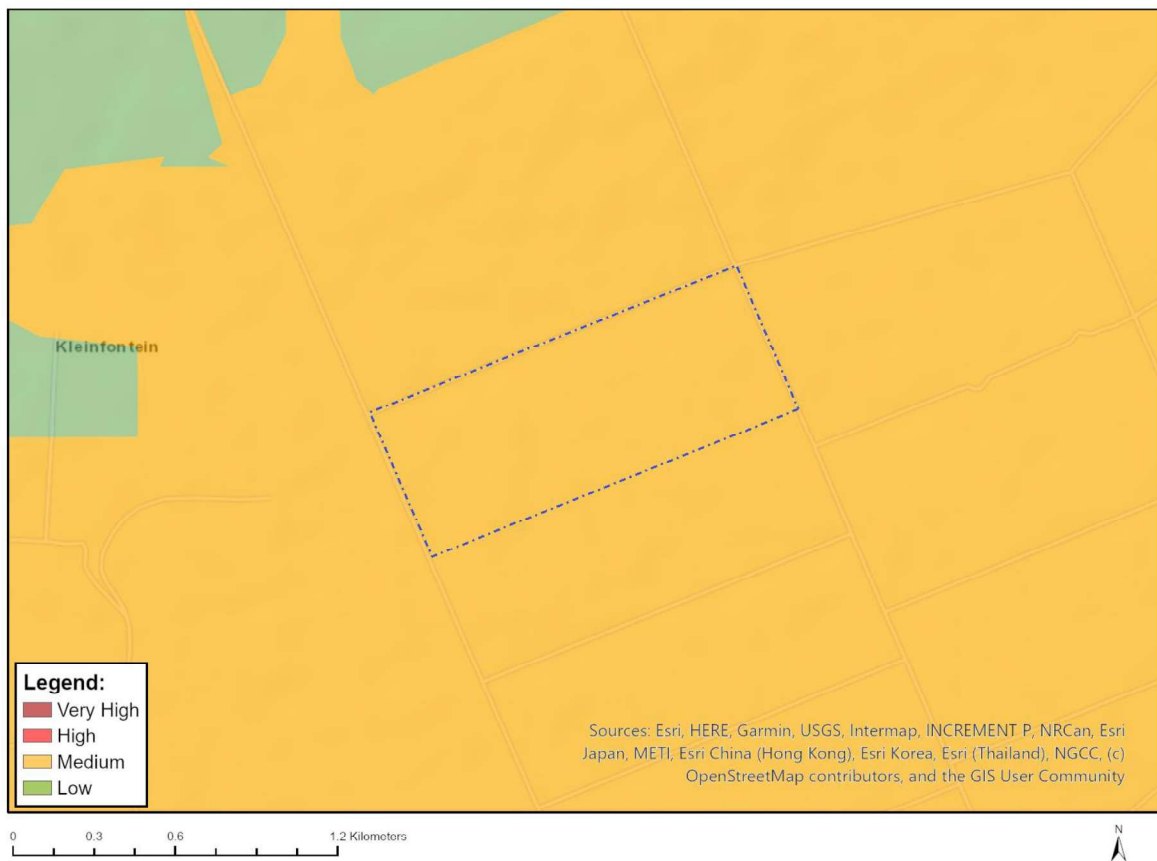 Kleinfontein
Legend:
Very High
High
Medium
Low
Sources: Esri, HERE, Garmin, USGS, Intermap, INCREMENT P, NRCan, Esri
Japan, METI, Esri China (Hong Kong), Esri Korea, Esri (Thailand), NGCC, (c)
OpenStreetMap contributors, and the GIS User Community
0 0.3 0.6 1.2 Kilometers
N